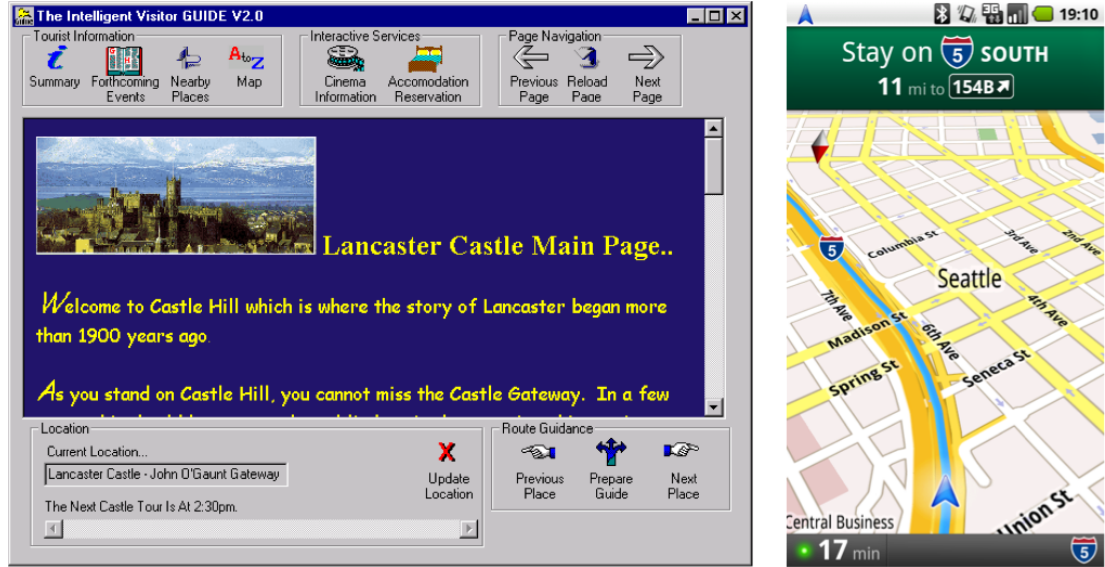 The Intelligent Visitor GUIDE V2.0
Tourist Information
Summary
Forthcoming
Events
Nearby
Places
A to Z
Map
Interactive Services
Cinema
Information
Accomodation
Reservation
Page Navigation
Previous
Page
Reload
Page
Next
Page
Lancaster Castle Main Page..
Welcome to Castle Hill which is where the story of Lancaster began more
than 1900 years ago.
As you stand on Castle Hill, you cannot miss the Castle Gateway. In a few
Location
Current Location...
Lancaster Castle - John O'Gaunt Gateway
The Next Castle Tour Is At 2:30pm.
Update
Location
Route Guidance
Previous
Place
Prepare
Guide
Next
Place
3G
19:10
Stay on 5 SOUTH
11 mi to 154B
5
Columbia St
3rd Ave
2nd Ave
Seattle
7th Ave
4th Ave
Madison St
6th Ave
Spring St
Seneca St
Union St
Central Business
17 min
5